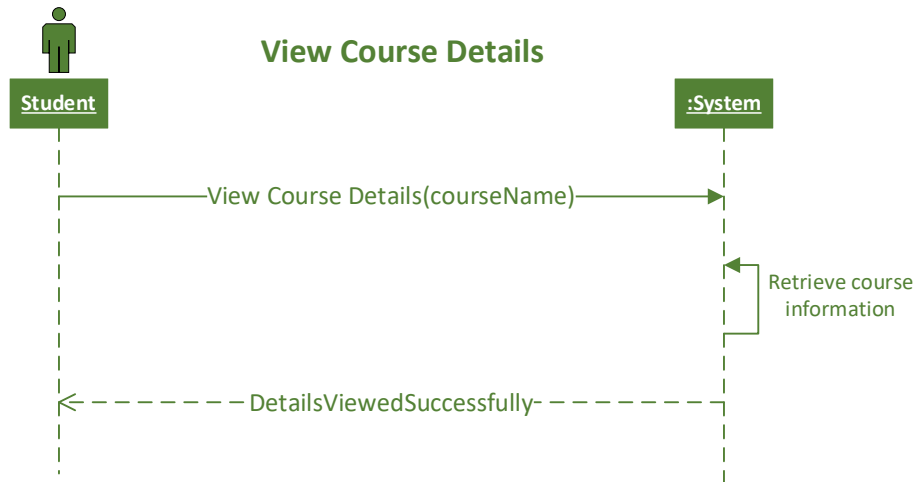 View Course Details
Student
:System
View Course Details(courseName)
Retrieve course
information
DetailsViewedSuccessfully